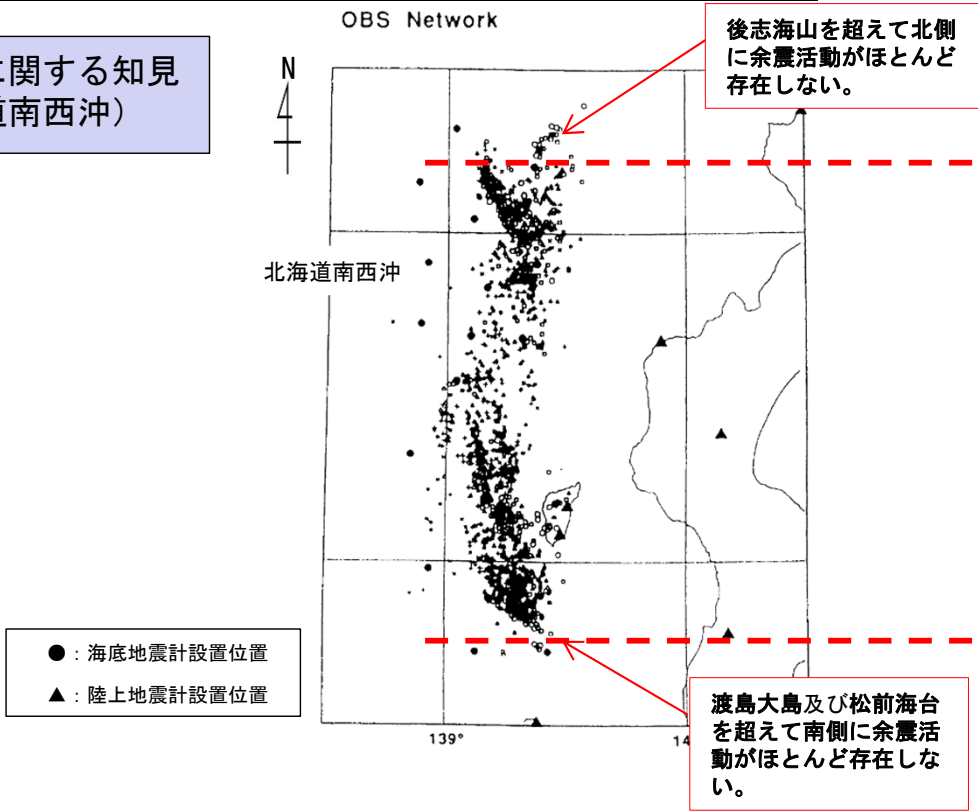 OBS Network
に関する知見
道南西沖）
N
後志海山を超えて北側
に余震活動がほとんど
存在しない。
北海道南西沖
●：海底地震計設置位置
▲：陸上地震計設置位置
139°
14
渡島大島及び松前海台
を超えて南側に余震活
動がほとんど存在しな
い。